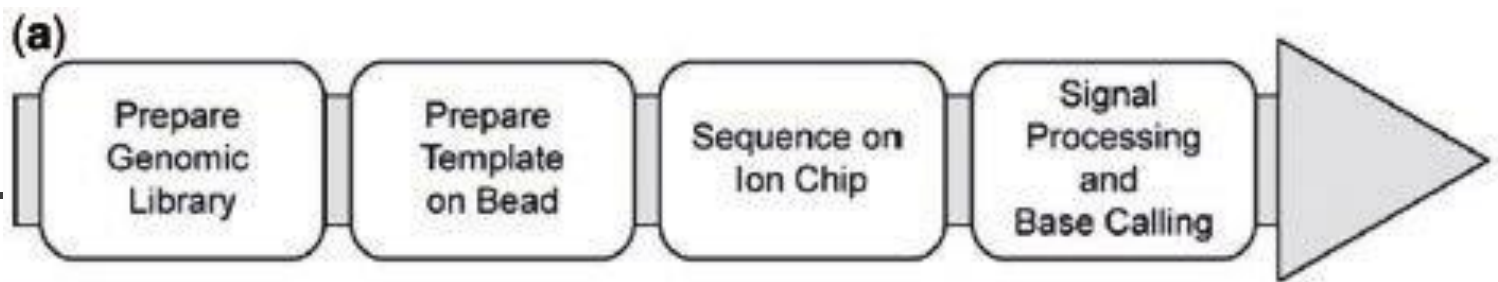 (a)
Prepare
Genomic
Library
Prepare
Template
on Bead
Sequence on
Ion Chip
Signal
Processing
and
Base Calling